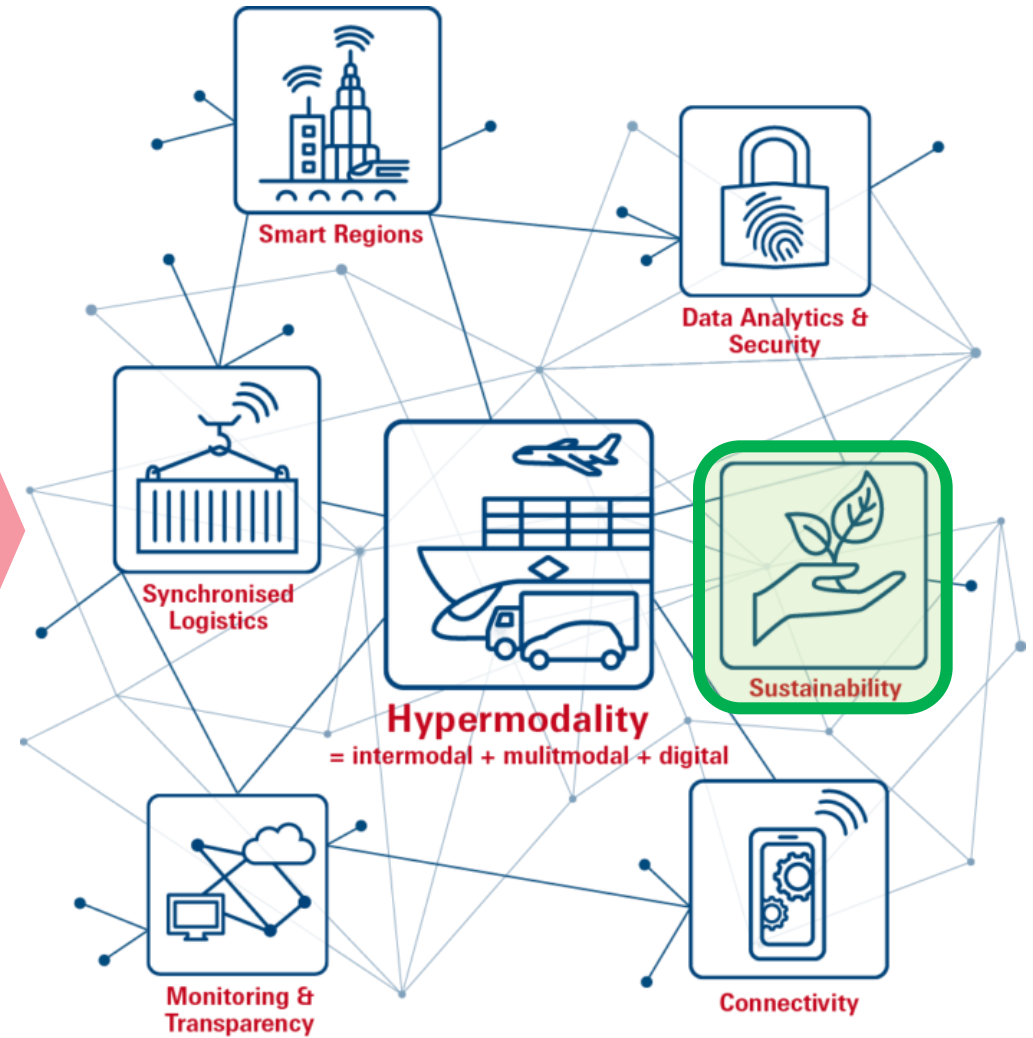 Smart Regions
Data Analytics &
Security
Synchronised
Logistics
Sustainability
Hypermodality
= intermodal + mulitmodal + digital
Monitoring &
Transparency
Connectivity